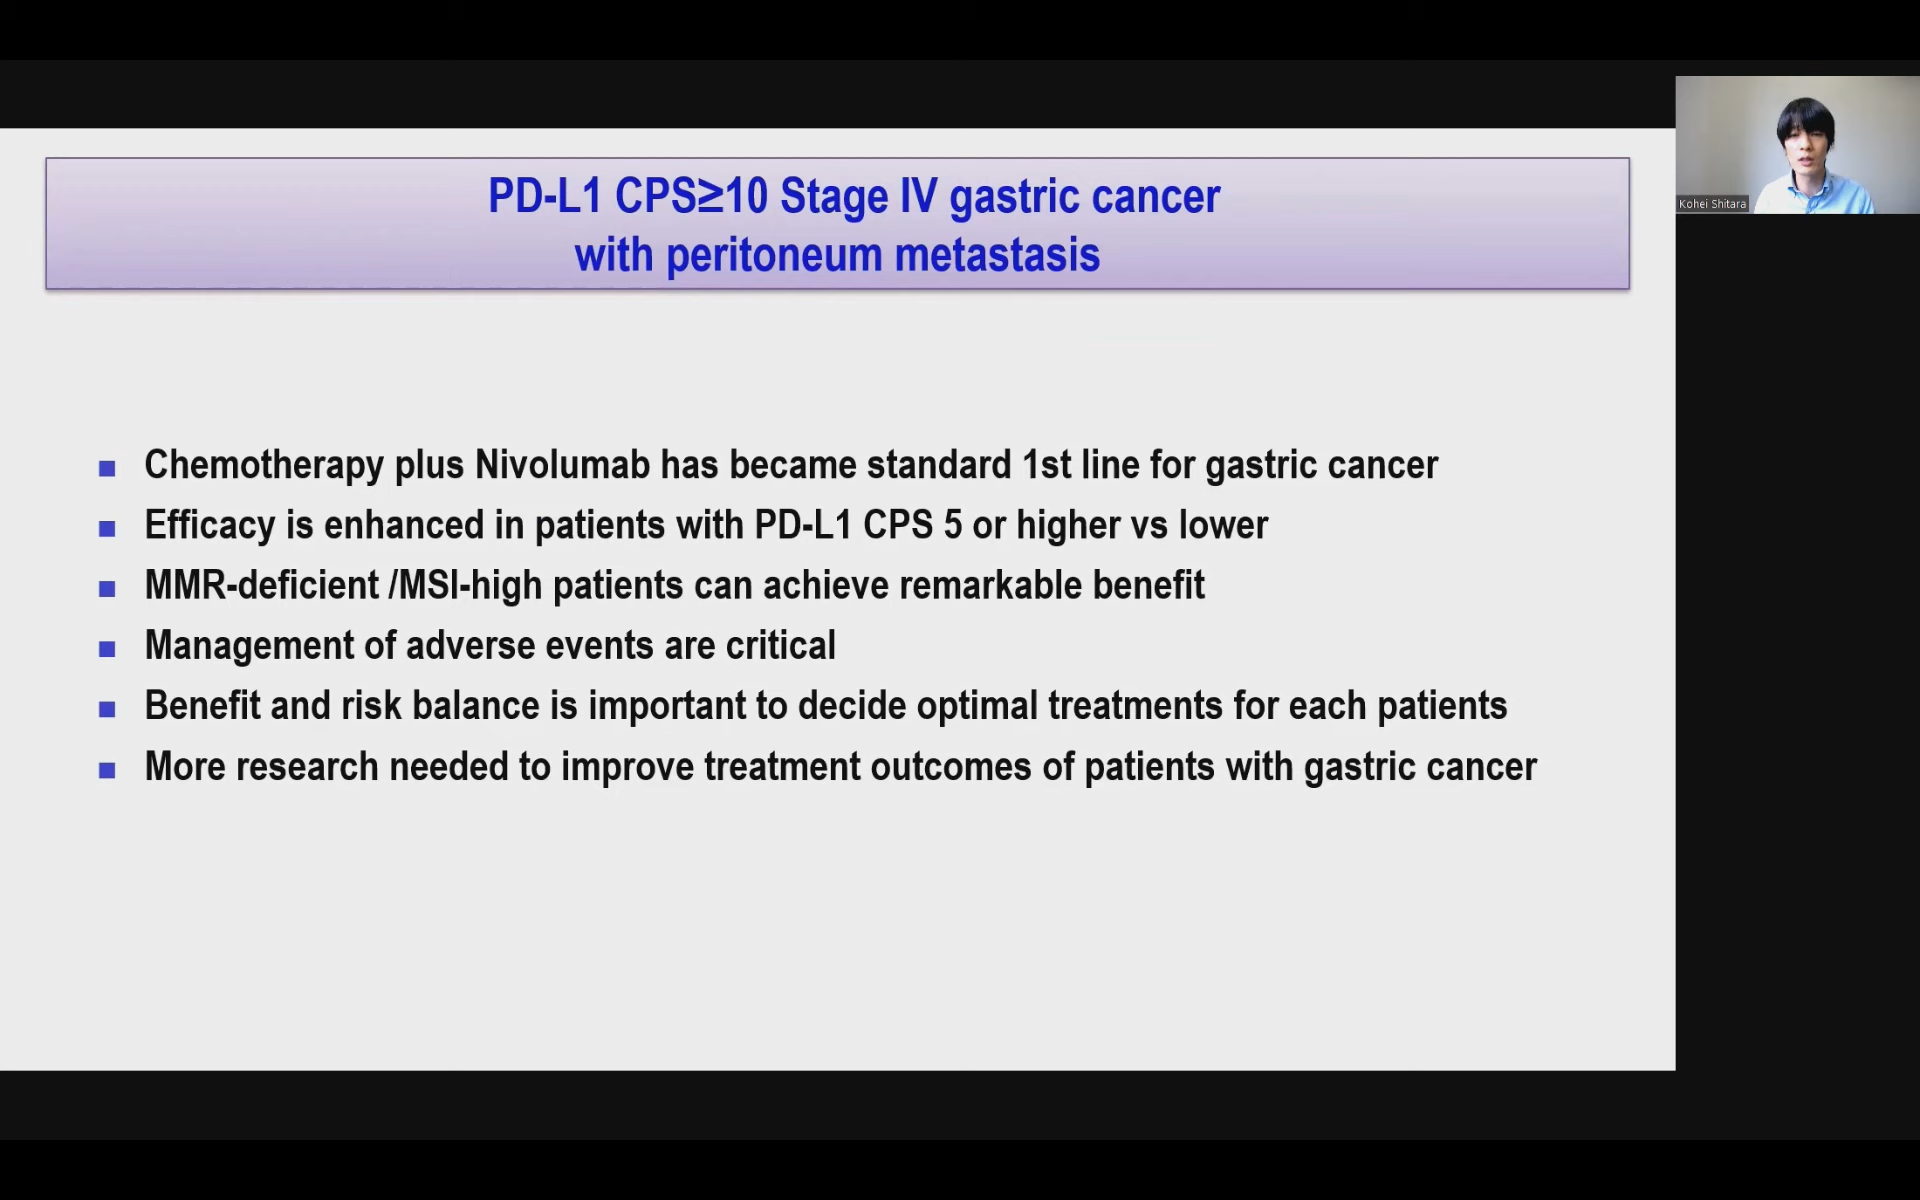 PD-L1 CPS≥10 Stage IV gastric cancer
with peritoneum metastasis
Kohei Shitara
Chemotherapy plus Nivolumab has became standard 1st line for gastric cancer
Efficacy is enhanced in patients with PD-L1 CPS 5 or higher vs lower
MMR-deficient /MSI-high patients can achieve remarkable benefit
Management of adverse events are critical
Benefit and risk balance is important to decide optimal treatments for each patients
More research needed to improve treatment outcomes of patients with gastric cancer